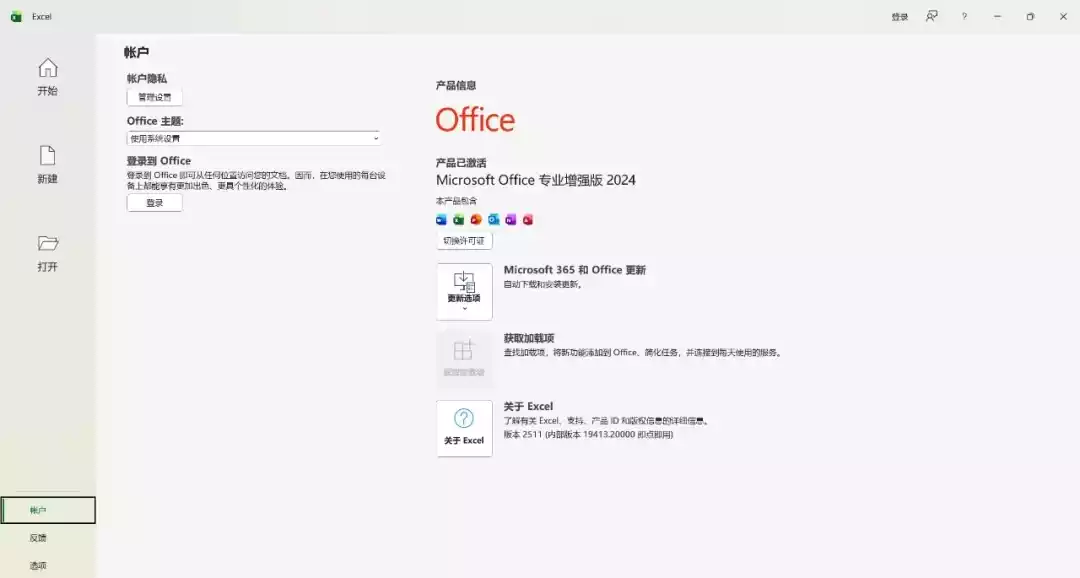 Excel
登录
?
开始
新建
打开
帐户
反馈
选项
帐户
帐户隐私
管理设置
Office 主题:
使用系统设置
登录到 Office
登录到 Office 即可从任何位置访问您的文档。因而，在您使用的每台设
备上都能享有更加出色、更具个性化的体验。
登录
产品信息
Office
产品已激活
Microsoft Office 专业增强版 2024
本产品包含
切换许可证
更新选项
Microsoft 365 和 Office 更新
自动下载和安装更新。
获取加载项
查找加载项，将新功能添加到 Office、简化任务，并连接到每天使用的服务。
关于 Excel
关于 Excel
了解有关 Excel、支持、产品 ID 和版权信息的详细信息。
版本 2511 (内部版本 19413.20000 即点即用)